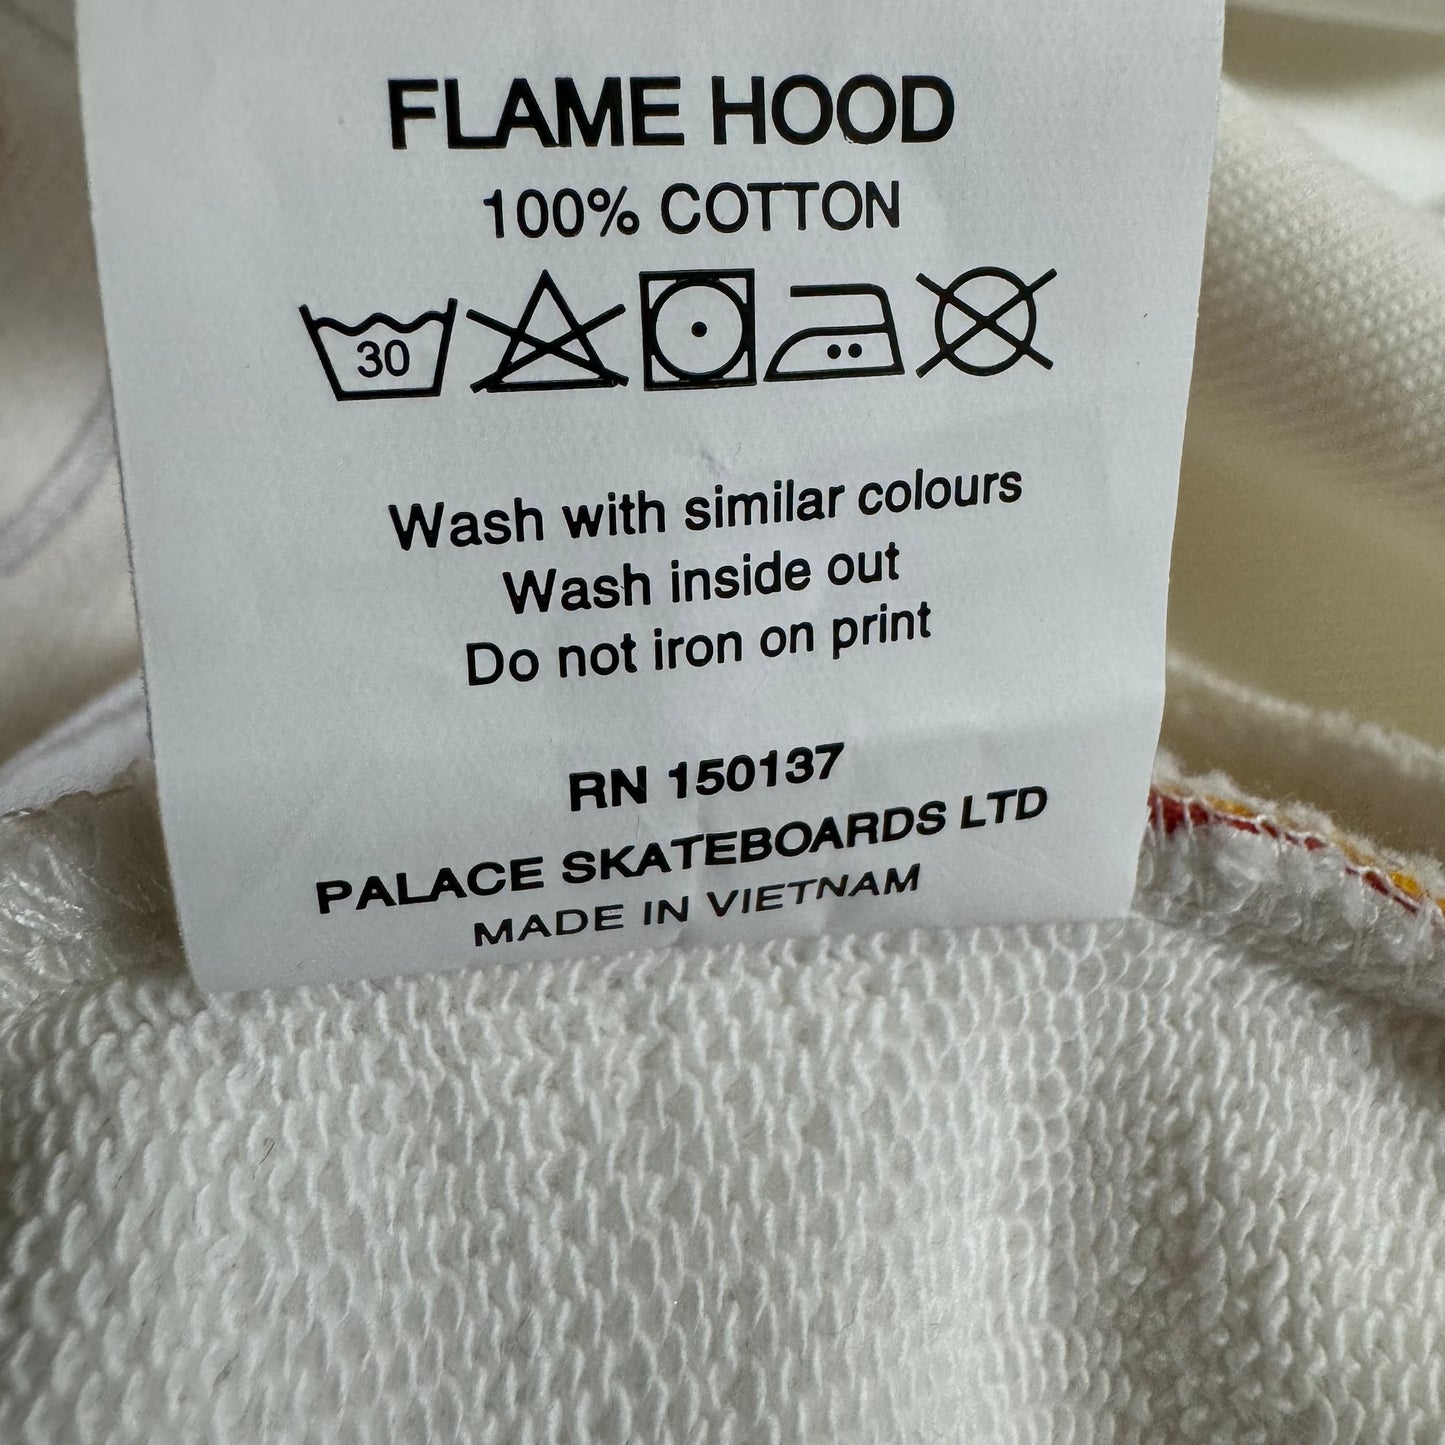 FLAME HOOD
100% COTTON
30
Wash with similar colours
Wash inside out
Do not iron on print
RN 150137
PALACE SKATEBOARDS LTD
MADE IN VIETNAM